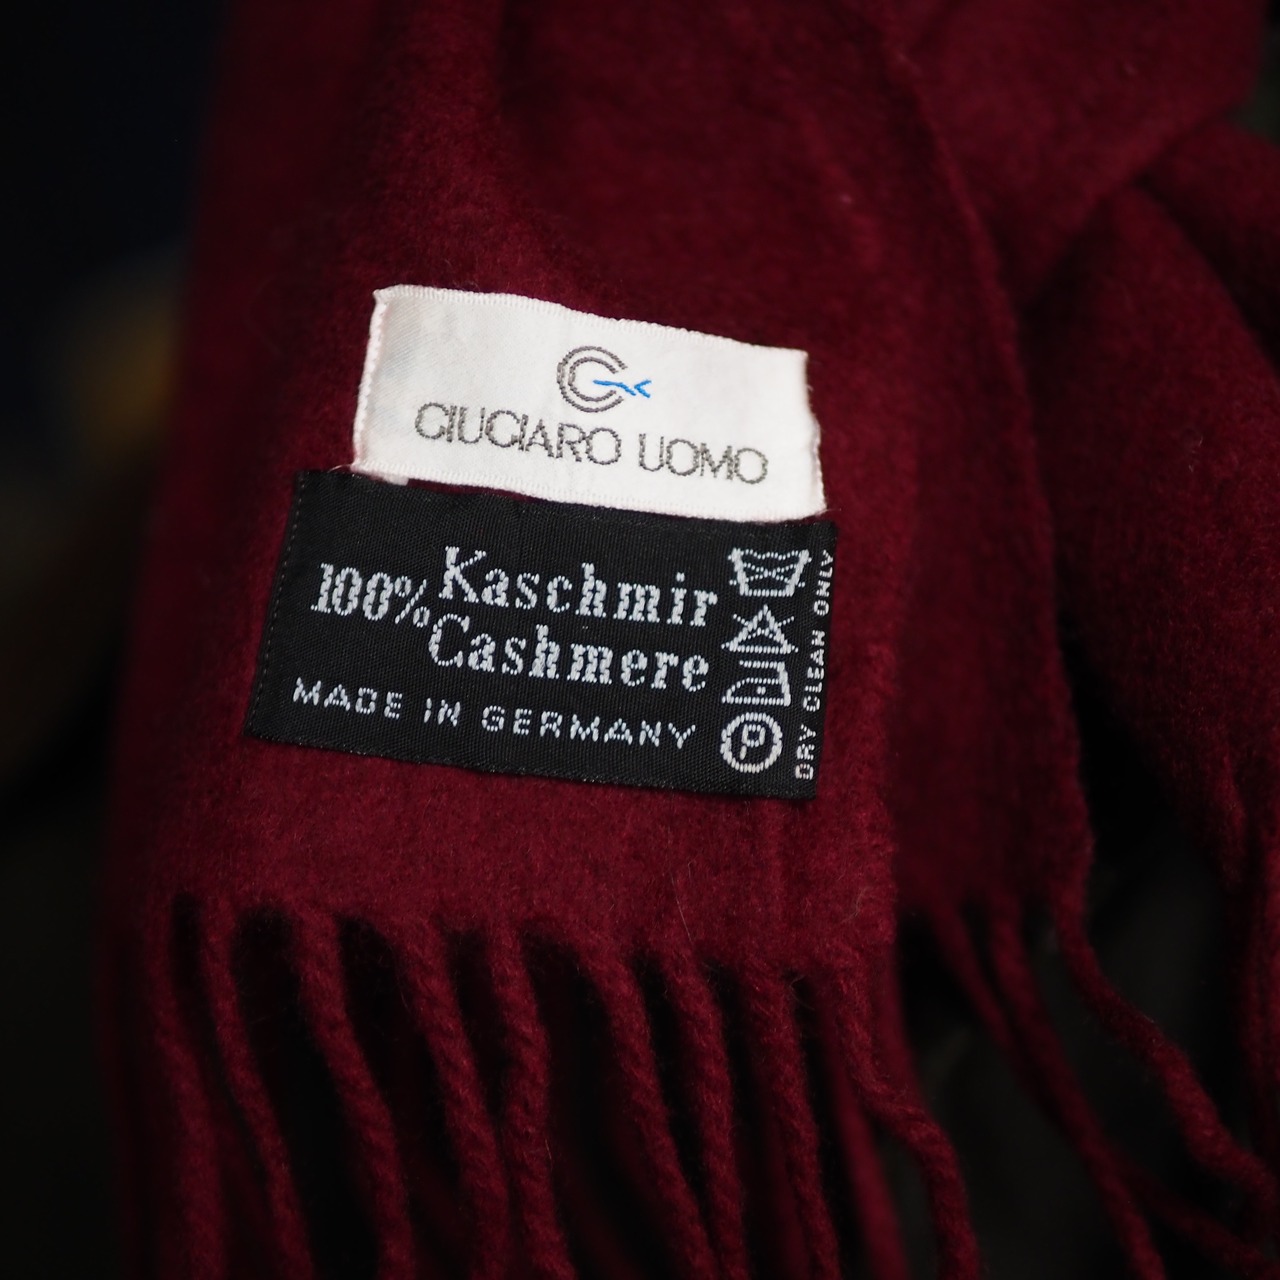 GIUGIARO UOMO
100% Kaschmir
Cashmere
MADE IN GERMANY
P
DRY CLEAN ONLY